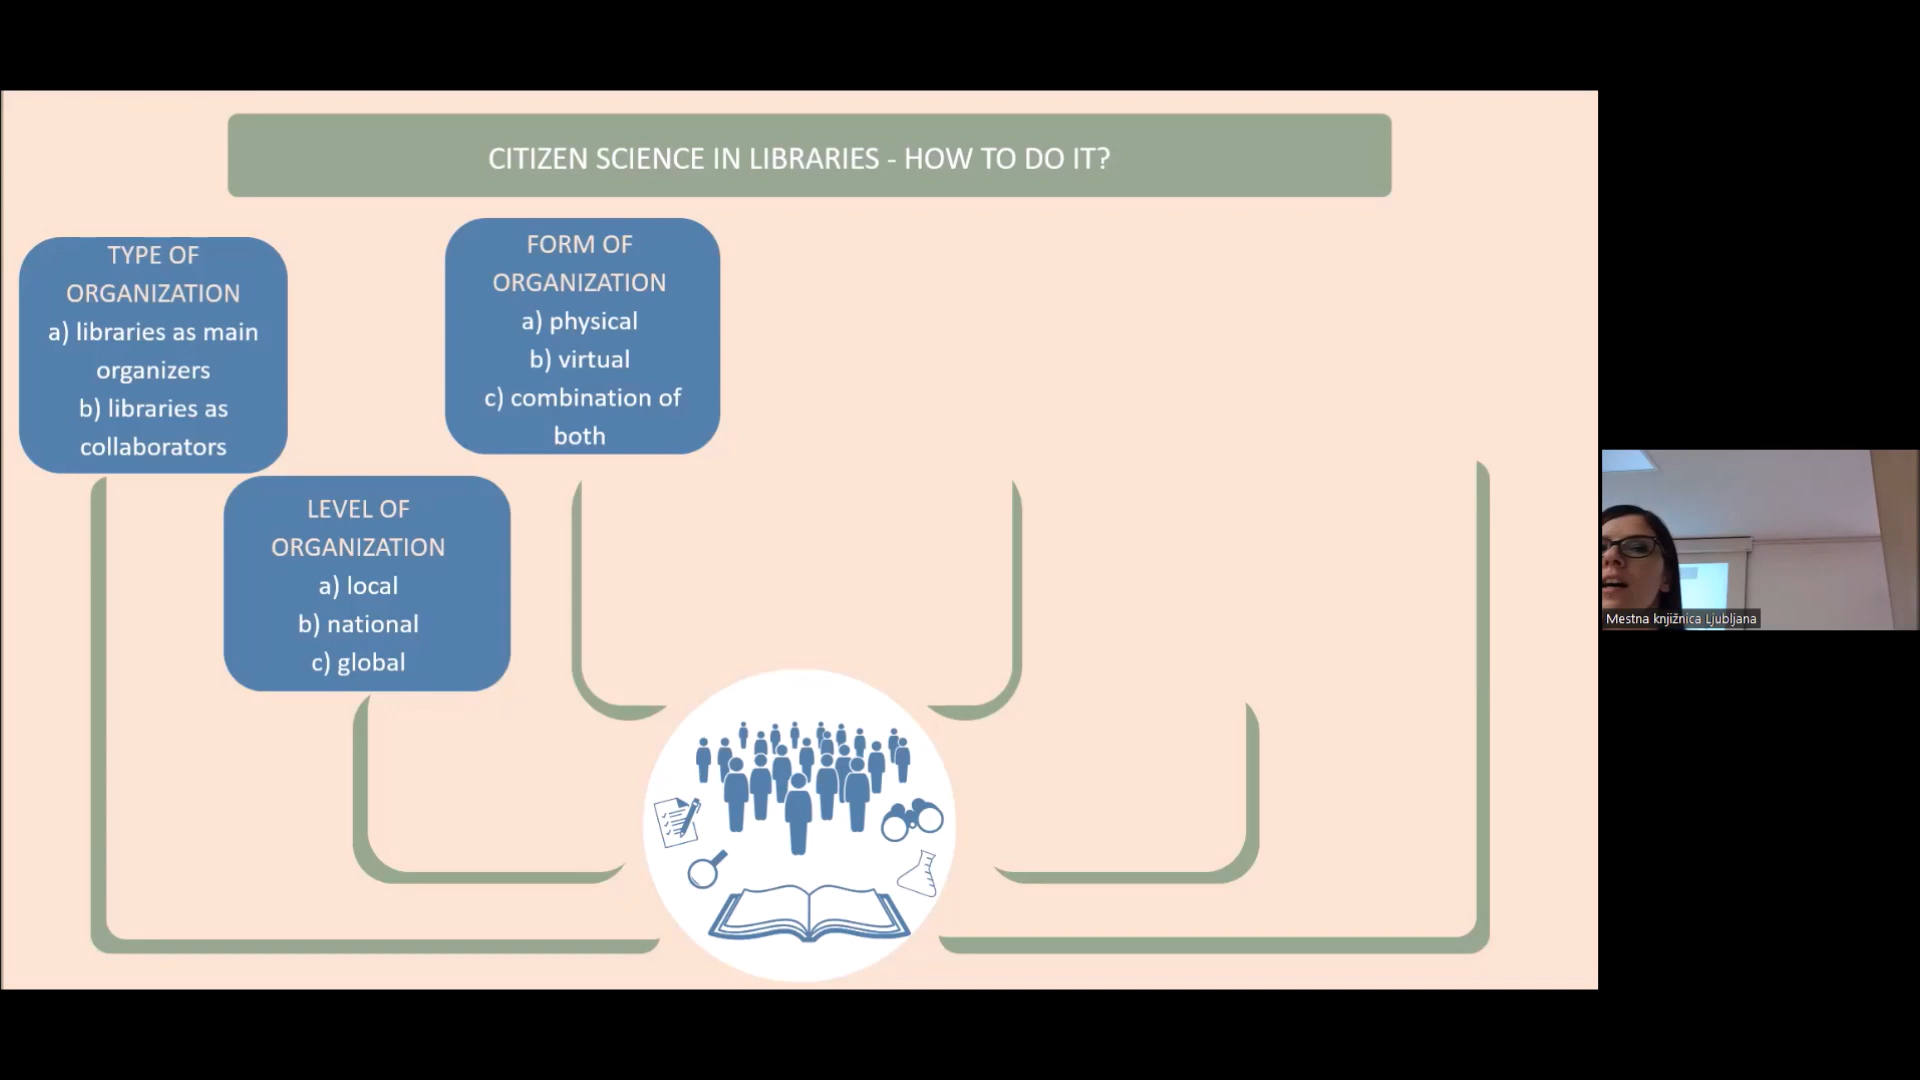 CITIZEN SCIENCE IN LIBRARIES - HOW TO DO IT?
TYPE OF
ORGANIZATION
a) libraries as main
organizers
b) libraries as
collaborators
LEVEL OF
ORGANIZATION
a) local
b) national
c) global
FORM OF
ORGANIZATION
a) physical
b) virtual
c) combination of
both
Mestna knjižnica Ljubljana